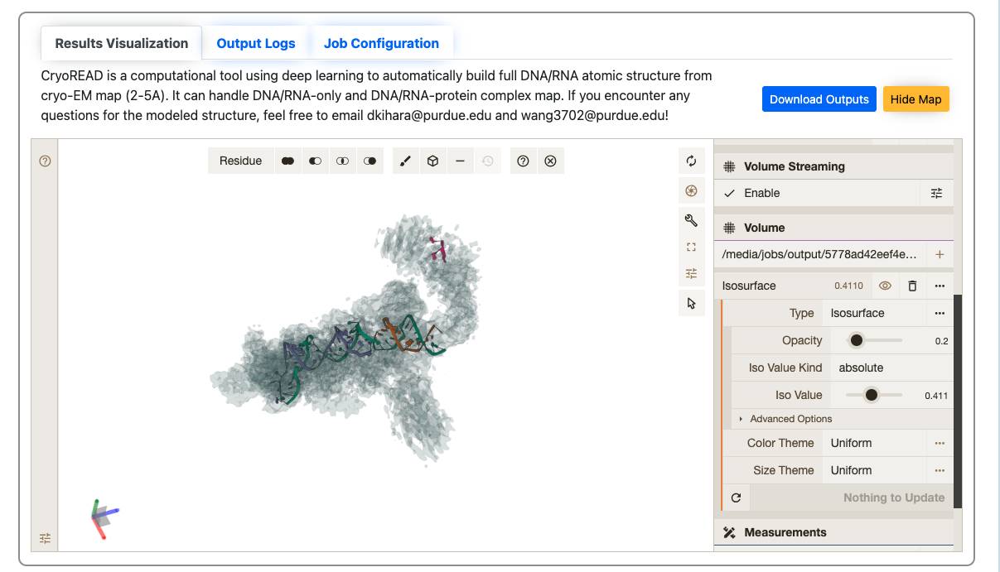 Results Visualization
Output Logs
Job Configuration
CryoREAD is a computational tool using deep learning to automatically build full DNA/RNA atomic structure from
cryo-EM map (2-5A). It can handle DNA/RNA-only and DNA/RNA-protein complex map. If you encounter any
questions for the modeled structure, feel free to email dkihara@purdue.edu and wang3702@purdue.edu!
Download Outputs
Hide Map
Residue
Volume Streaming
Enable
Volume
/media/jobs/output/5778ad42eef4e...
Isosurface 0.4110
Type Isosurface
Opacity 0.2
Iso Value Kind absolute
Iso Value 0.411
Advanced Options
Color Theme Uniform
Size Theme Uniform
Nothing to Update
Measurements